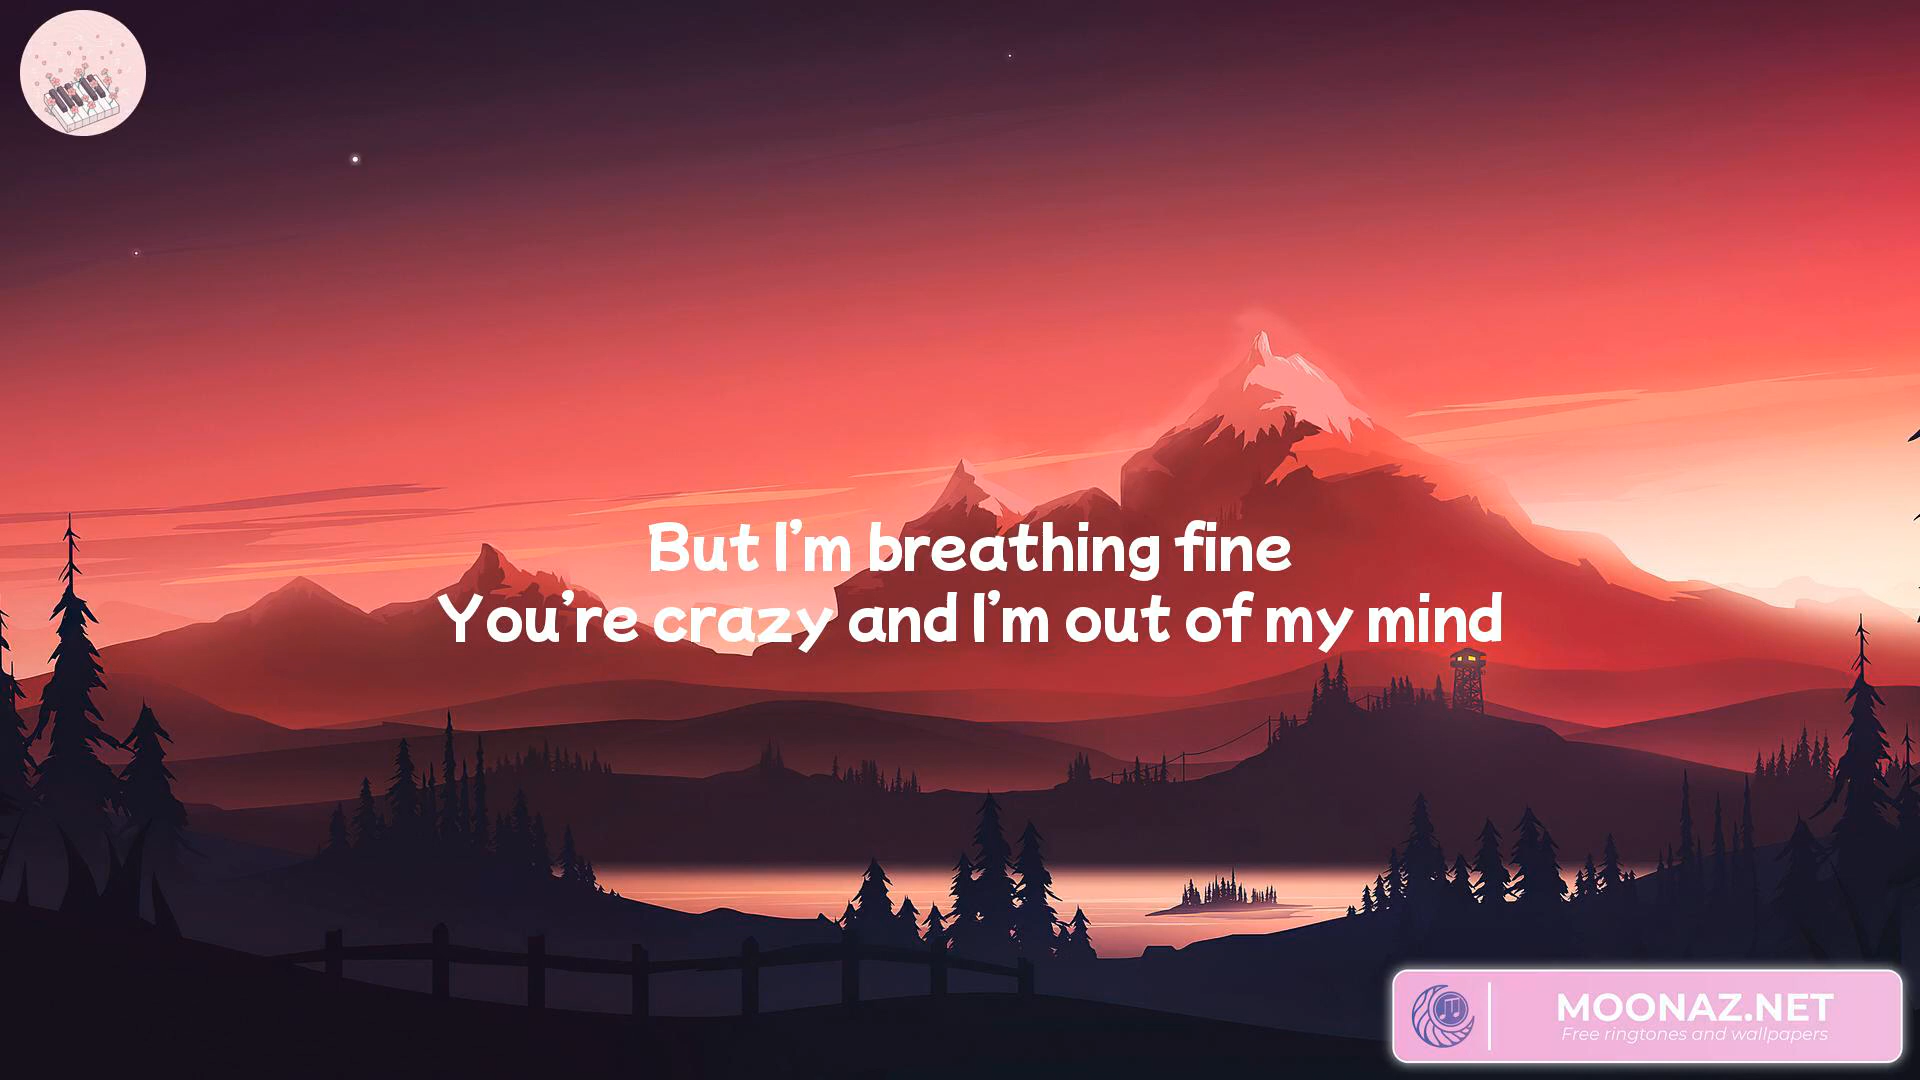 But I'm breathing fine
You're crazy and I'm out of my mind
MOONAZ.NET
Free ringtones and wallpapers